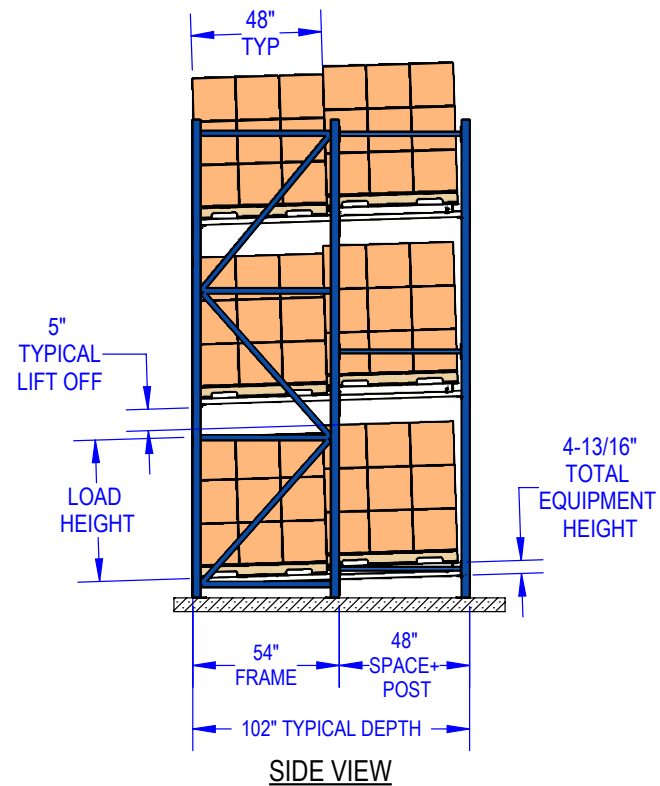 48"
TYP
5"
TYPICAL
LIFT OFF
LOAD
HEIGHT
4-13/16"
TOTAL
EQUIPMENT
HEIGHT
54"
FRAME
48"
SPACE+
POST
102" TYPICAL DEPTH
SIDE VIEW